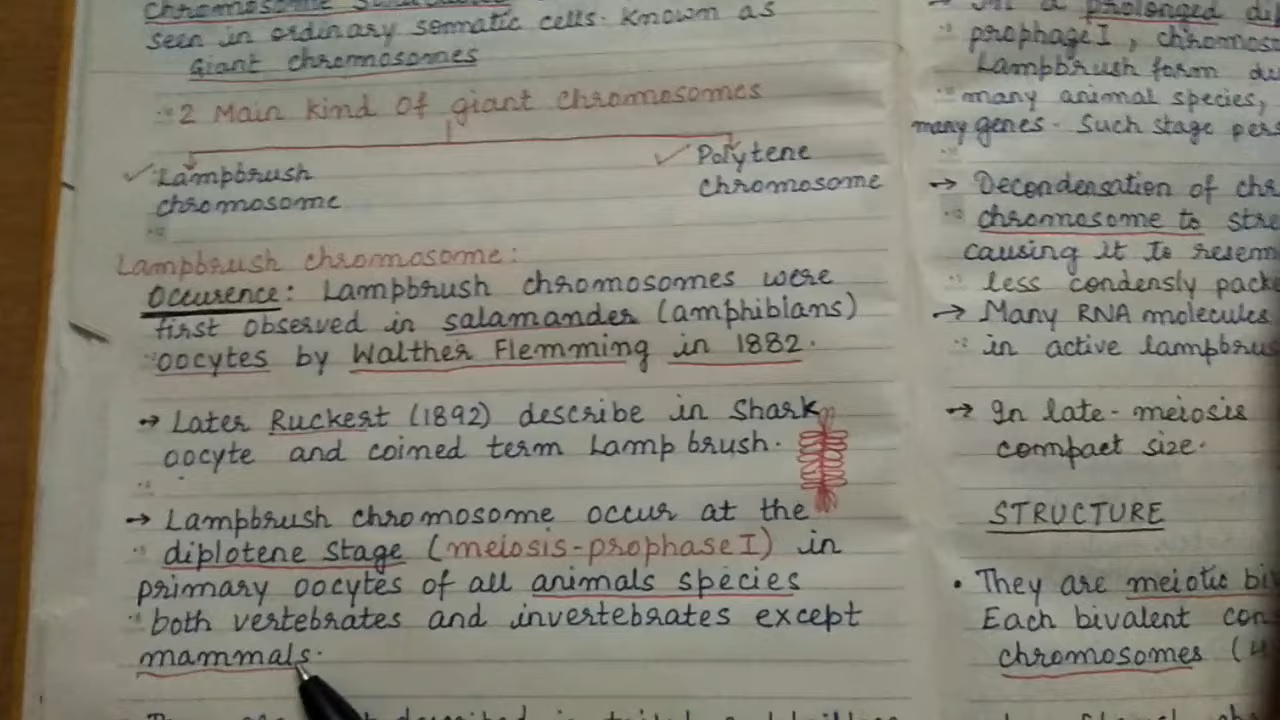 chromosome
seen in ordinary somatic cells. Known as
Giant chromosomes
2 Main kind of giant chromosomes
Lampbrush
chromosome
Polytene
chromosome
Lampbrush chromosome:
Occurence: Lampbrush chromosomes were
first observed in salamander (amphibians)
oocytes by Walther Flemming in 1882.
→ Later Ruckert (1892) describe in Shark
oocyte and coined term Lamp brush.
→ Lampbrush chromosome occur at the
diplotene stage (meiosis-prophase I) in
primary oocytes of all animals species
both vertebrates and invertebrates except
mammals.
a prolonged
prophage I,
Lampbrush form
many animal species,
many genes. Such stage
→ Decondensation of
chromosome to
causing it to
less condensly
→ Many RNA molecules
in active
→ In late-meiosis
compact size.
STRUCTURE
• They are meiotic
Each bivalent
chromosomes